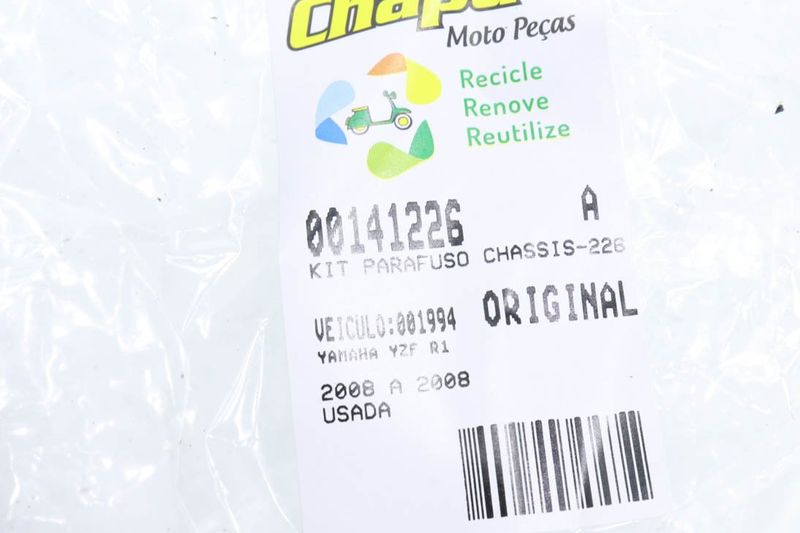 Moto Peças
Recicle
Renove
Reutilize
00141226 A
KIT PARAFUSO CHASSIS-226
VEICULO:001994 ORIGINAL
YAMAHA YZF R1
2008 A 2008
USADA